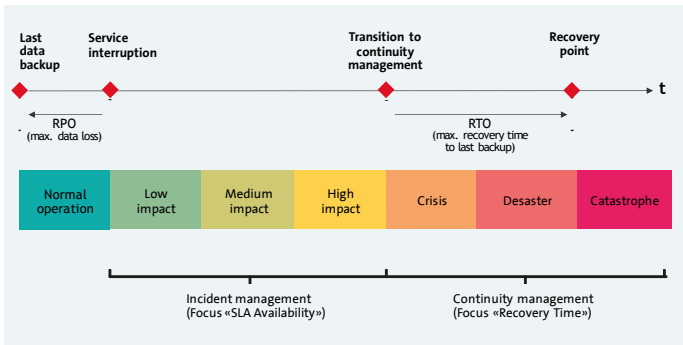 Last
data
backup
Service
interruption
Transition to
continuity
management
Recovery
point
t
RPO
(max. data loss)
RTO
(max. recovery time
to last backup)
Normal
operation
Low
impact
Medium
impact
High
impact
Crisis
Desaster
Catastrophe
Incident management
(Focus «SLA Availability»)
Continuity management
(Focus «Recovery Time»)